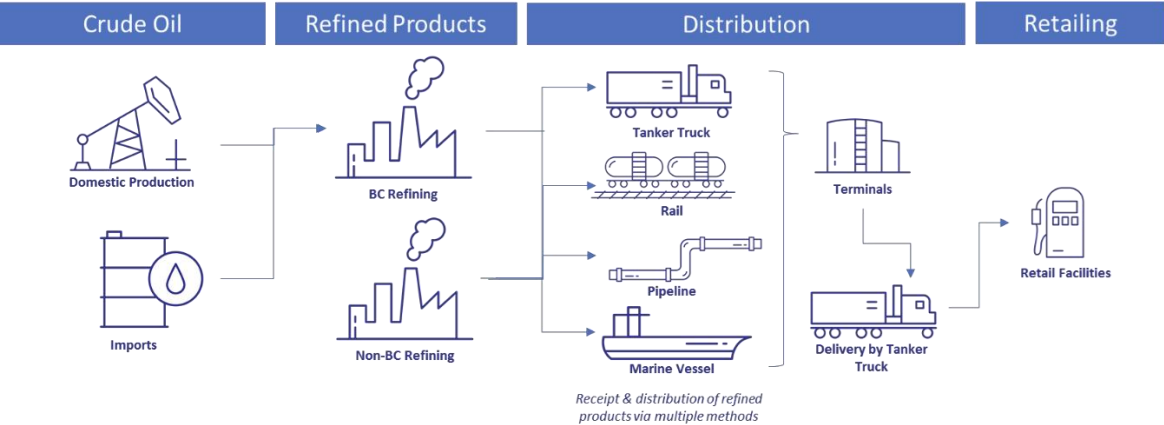 Crude Oil
Refined Products
Distribution
Retailing
Domestic Production
Imports
BC Refining
Non-BC Refining
Tanker Truck
Rail
Pipeline
Marine Vessel
Receipt & distribution of refined
products via multiple methods
Terminals
Delivery by Tanker
Truck
Retail Facilities